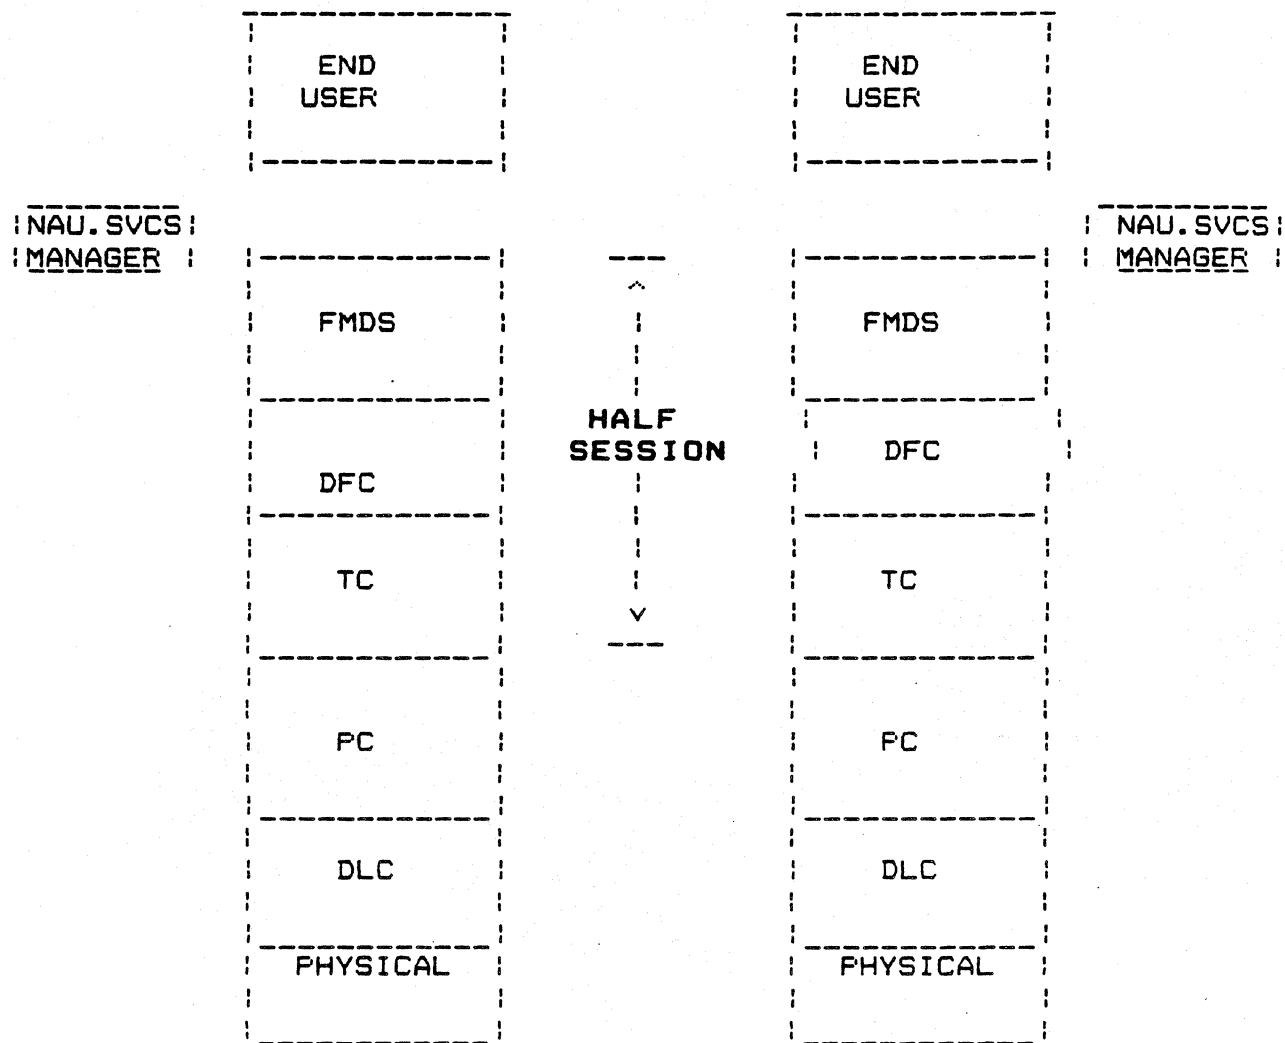 END END
USER USER
NAU.SVCS NAU.SVCS
MANAGER MANAGER
FMDS FMDS
HALF
SESSION DFC
DFC
TC TC
PC PC
DLC DLC
PHYSICAL PHYSICAL